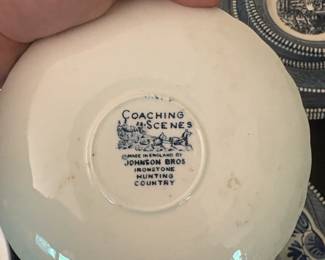 COACHING
SCENES
MADE IN ENGLAND BY
JOHNSON BROS
IRONSTONE
HUNTING
COUNTRY